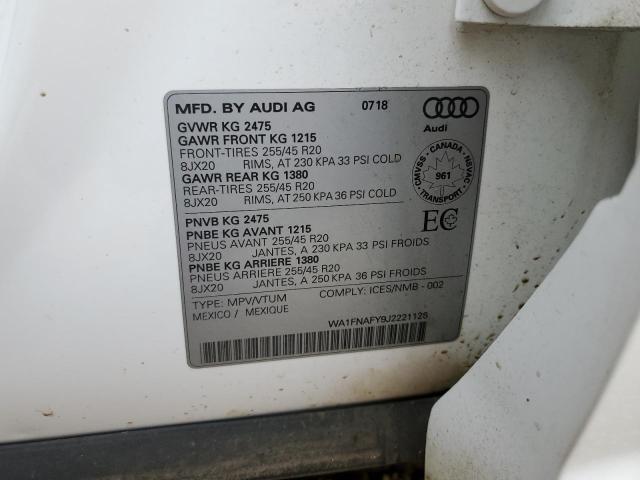 MFD. BY AUDI AG 0718
Audi
GVWR KG 2475
GAWR FRONT KG 1215
FRONT-TIRES 255/45 R20
8JX20 RIMS, AT 230 KPA 33 PSI COLD
GAWR REAR KG 1380
REAR-TIRES 255/45 R20
8JX20 RIMS, AT 250 KPA 36 PSI COLD
CMVSS - CANADA - NSVAC
961
TRANSPORT
PNVB KG 2475
PNBE KG AVANT 1215
PNEUS AVANT 255/45 R20
8JX20 JANTES, A 230 KPA 33 PSI FROIDS
PNBE KG ARRIERE 1380
PNEUS ARRIERE 255/45 R20
8JX20 JANTES, A 250 KPA 36 PSI FROIDS
EC
TYPE: MPV/VTUM COMPLY: ICES/NMB - 002
MEXICO / MEXIQUE
WA1FNAFY9J2221126